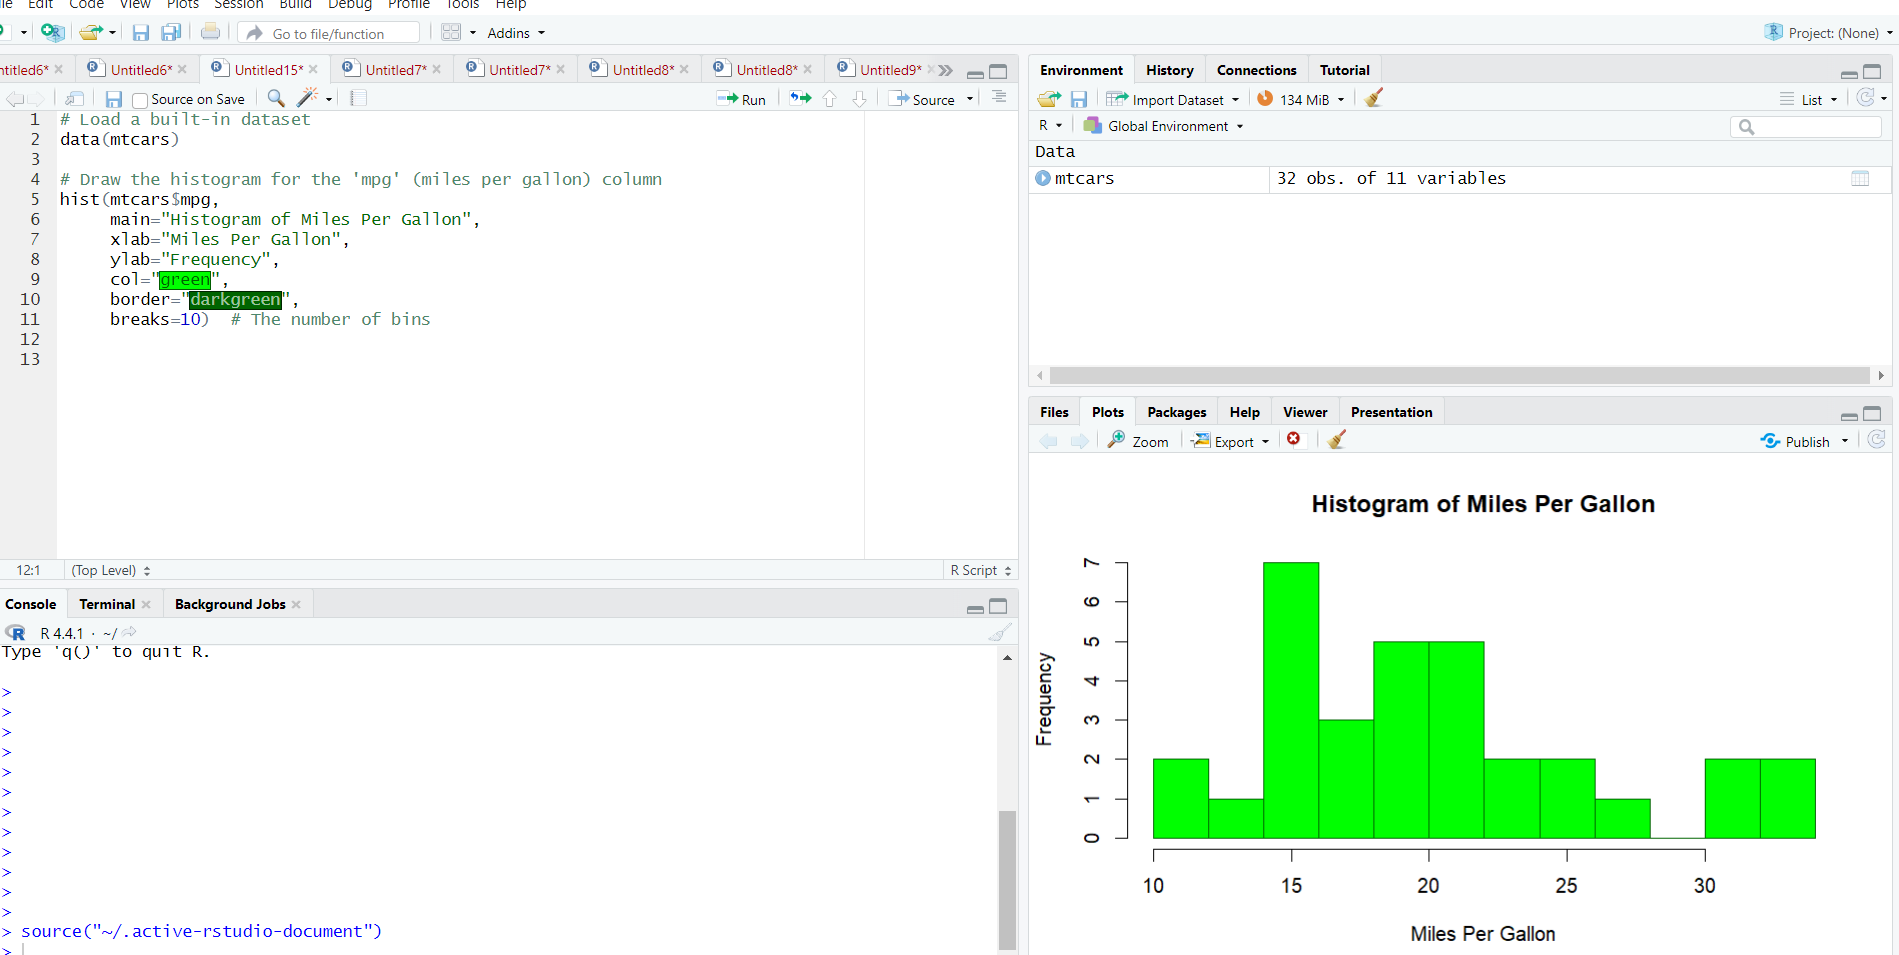 Edit Code View Plots Session Build Debug Profile Tools Help
Go to file/function Addins Project: (None)
Untitled6* Untitled15* Untitled7* Untitled7* Untitled8* Untitled8* Untitled9*
Source on Save Run Source
1 # Load a built-in dataset
2 data(mtcars)
3
4 # Draw the histogram for the 'mpg' (miles per gallon) column
5 hist(mtcars$mpg,
6 main="Histogram of Miles Per Gallon",
7 xlab="Miles Per Gallon",
8 ylab="Frequency",
9 col="green",
10 border="darkgreen",
11 breaks=10) # The number of bins
12
13
12:1 (Top Level) R Script
Console Terminal Background Jobs
R 4.4.1 · ~/
Type 'q()' to quit R.
>
>
>
>
>
>
>
>
>
>
>
>
> source("~/.active-rstudio-document")
>
Environment History Connections Tutorial
Import Dataset 134 MiB List
R Global Environment
Data
mtcars 32 obs. of 11 variables
Files Plots Packages Help Viewer Presentation
Zoom Export Publish
Histogram of Miles Per Gallon
Frequency
7
6
5
4
3
2
1
0
10 15 20 25 30
Miles Per Gallon